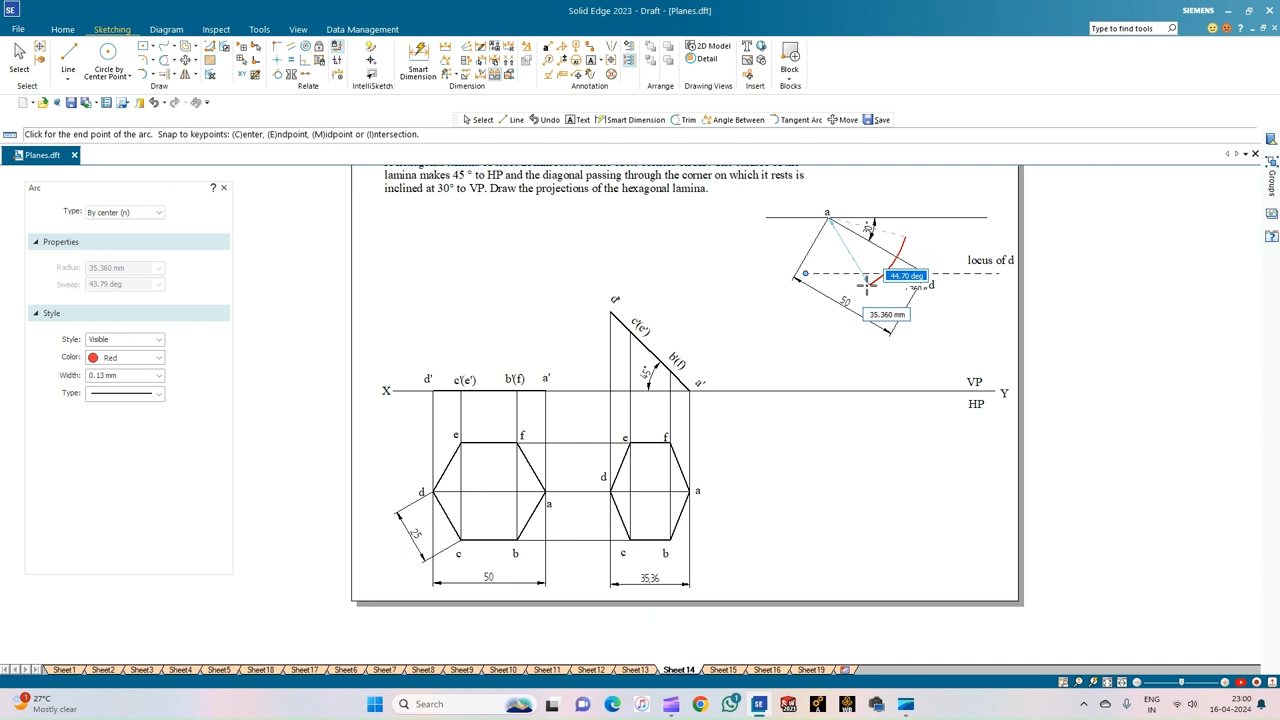 Solid Edge 2023 - Draft - [Planes.dft]
SIEMENS
File Home Sketching Diagram Inspect Tools View Data Management
Type to find tools
Select Line Circle by Center Point Smart Dimension 2D Model Detail Block
Select Draw Relate IntelliSketch Dimension Annotation Arrange Drawing Views Insert Blocks
Select Line Undo Text Smart Dimension Trim Angle Between Tangent Arc Move Save
Click for the end point of the arc. Snap to keypoints: (C)enter, (E)ndpoint, (M)idpoint or (I)ntersection.
Planes.dft
Arc
Type: By center (n)
Properties
Radius: 35.360 mm
Sweep: 43.79 deg
Style
Style: Visible
Color: Red
Width: 0.13 mm
Type:
Groups
lamina makes 45 ° to HP and the diagonal passing through the corner on which it rests is
inclined at 30° to VP. Draw the projections of the hexagonal lamina.
a
locus of d
44.70 deg
d
50
35.360 mm
d'
c'(e')
b'(f)
45°
a'
d' c'(e') b'(f) a'
X
VP
Y
HP
e f e f
d a d a
25
c b c b
50 35,36
Sheet1 Sheet2 Sheet3 Sheet4 Sheet5 Sheet18 Sheet17 Sheet6 Sheet7 Sheet8 Sheet9 Sheet10 Sheet11 Sheet12 Sheet13 Sheet14 Sheet15 Sheet16 Sheet19
27°C
Mostly clear
Search
ENG
IN
23:00
16-04-2024